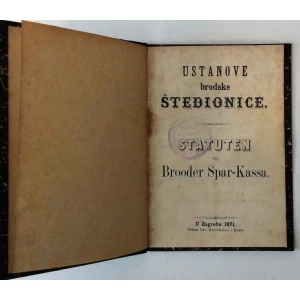 USTANOVE
brodske
ŠTEDIONICE.
STATUTEN
der
Brooder Spar-Kassa.
U Zagrebu 1871.